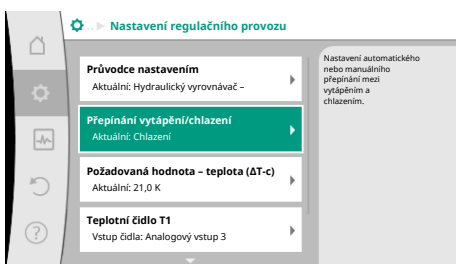 ... Nastavení regulačního provozu
Průvodce nastavením
Aktuální: Hydraulický vyrovnávač –
Přepínání vytápění/chlazení
Aktuální: Chlazení
Požadovaná hodnota – teplota (ΔT-c)
Aktuální: 21,0 K
Teplotní čidlo T1
Vstup čidla: Analogový vstup 3
Nastavení automatického
nebo manuálního
přepínání mezi
vytápěním a
chlazením.